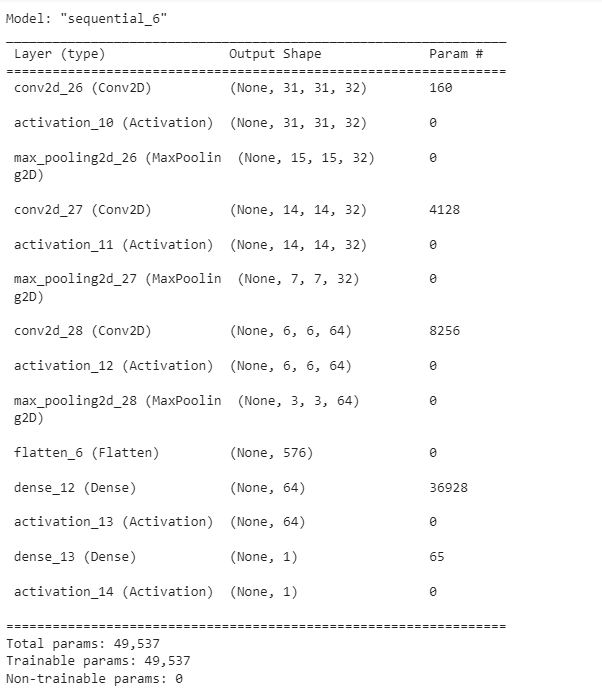 Model: "sequential_6"
Layer (type) Output Shape Param #
conv2d_26 (Conv2D) (None, 31, 31, 32) 160
activation_10 (Activation) (None, 31, 31, 32) 0
max_pooling2d_26 (MaxPoolin (None, 15, 15, 32) 0
g2D)
conv2d_27 (Conv2D) (None, 14, 14, 32) 4128
activation_11 (Activation) (None, 14, 14, 32) 0
max_pooling2d_27 (MaxPoolin (None, 7, 7, 32) 0
g2D)
conv2d_28 (Conv2D) (None, 6, 6, 64) 8256
activation_12 (Activation) (None, 6, 6, 64) 0
max_pooling2d_28 (MaxPoolin (None, 3, 3, 64) 0
g2D)
flatten_6 (Flatten) (None, 576) 0
dense_12 (Dense) (None, 64) 36928
activation_13 (Activation) (None, 64) 0
dense_13 (Dense) (None, 1) 65
activation_14 (Activation) (None, 1) 0
Total params: 49,537
Trainable params: 49,537
Non-trainable params: 0